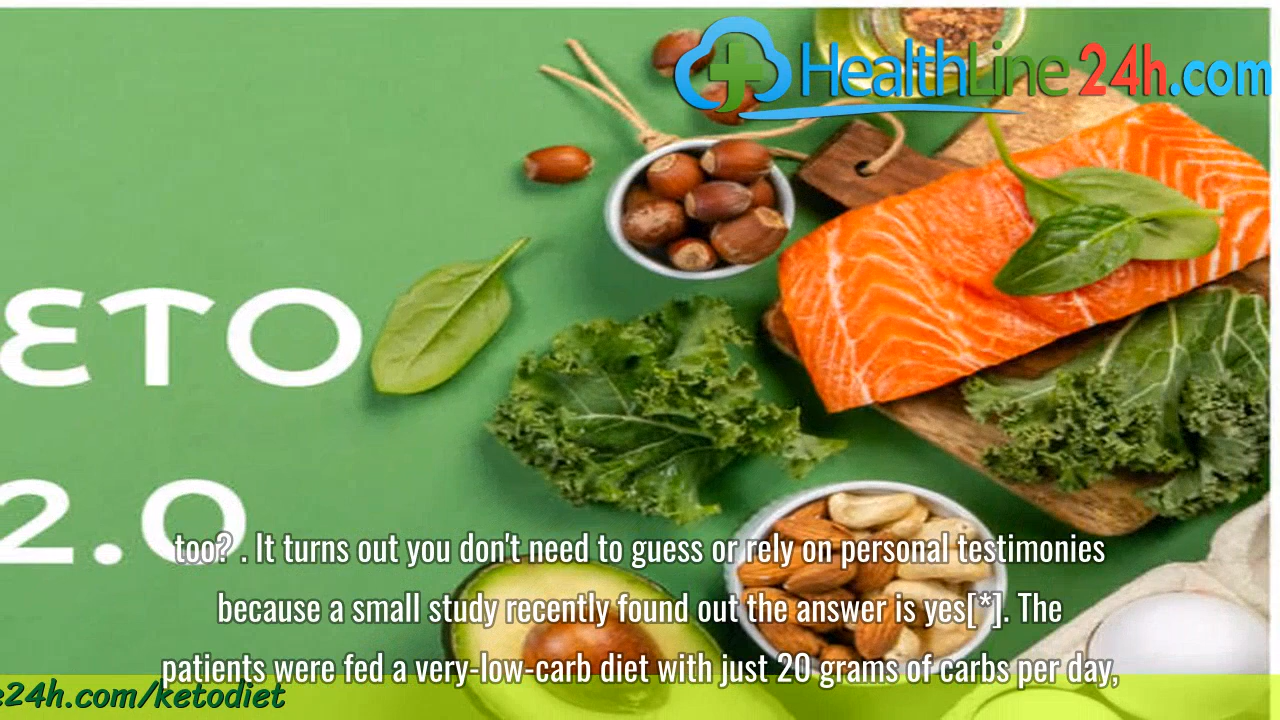 HealthLine24h.com
ετο
2.0
too? . It turns out you don't need to guess or rely on personal testimonies
because a small study recently found out the answer is yes[*]. The
patients were fed a very-low-carb diet with just 20 grams of carbs per day,
e24h.com/ketodiet